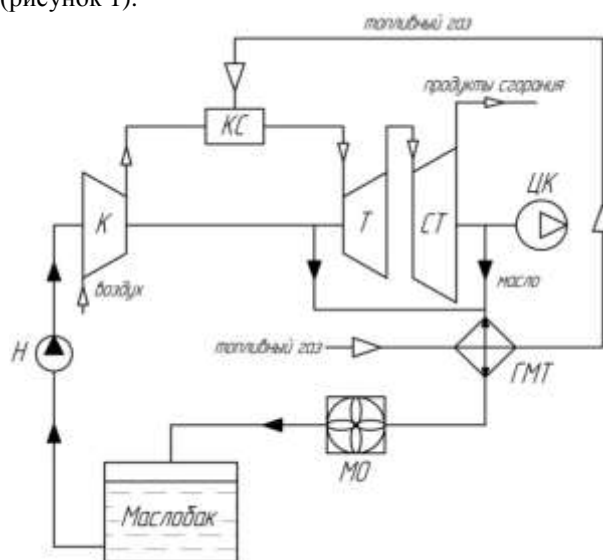 (рисунок 1).
топливный газ
продукты сгорания
КС
ЦК
К
Т
СТ
воздух
масло
Н
топливный газ
ГМТ
МО
Маслобак